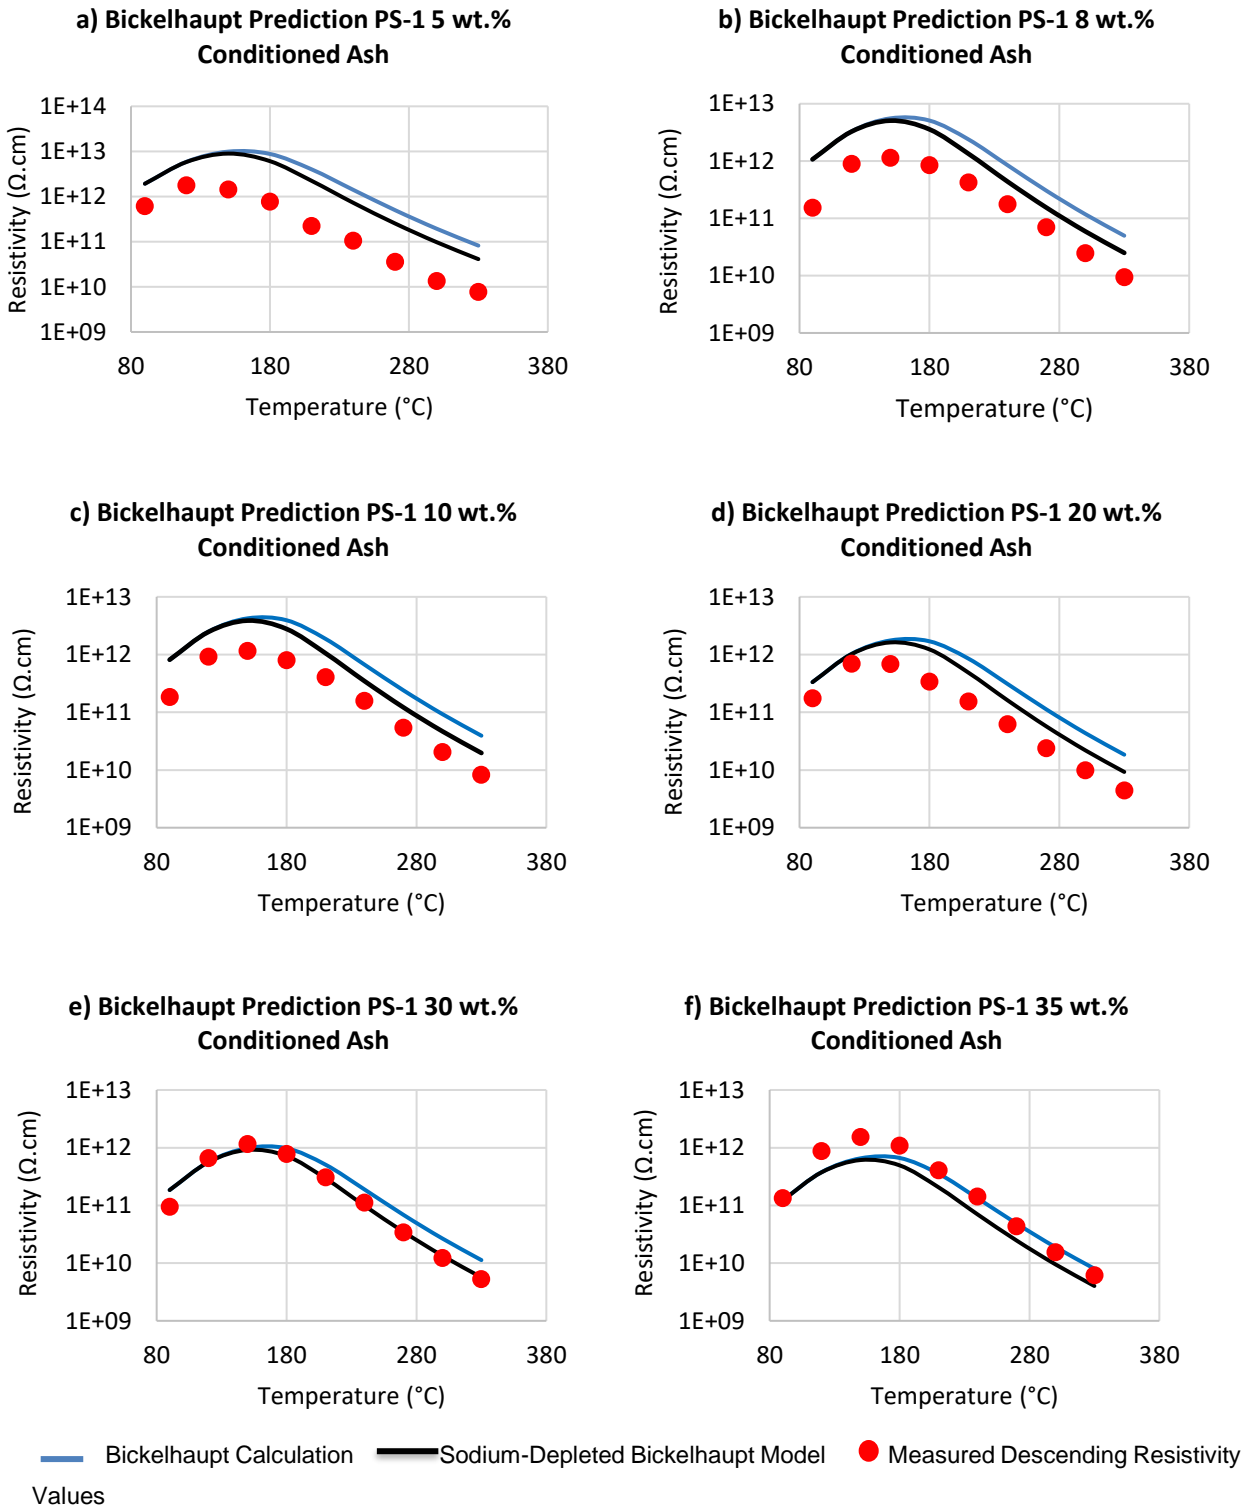 a) Bickelhaupt Prediction PS-1 5 wt.%
Conditioned Ash
1E+14
1E+13
1E+12
1E+11
1E+10
1E+09
Resistivity (Ω.cm)
80 180 280 380
Temperature (°C)
b) Bickelhaupt Prediction PS-1 8 wt.%
Conditioned Ash
1E+13
1E+12
1E+11
1E+10
1E+09
Resistivity (Ω.cm)
80 180 280 380
Temperature (°C)
c) Bickelhaupt Prediction PS-1 10 wt.%
Conditioned Ash
1E+13
1E+12
1E+11
1E+10
1E+09
Resistivity (Ω.cm)
80 180 280 380
Temperature (°C)
d) Bickelhaupt Prediction PS-1 20 wt.%
Conditioned Ash
1E+13
1E+12
1E+11
1E+10
1E+09
Resistivity (Ω.cm)
80 180 280 380
Temperature (°C)
e) Bickelhaupt Prediction PS-1 30 wt.%
Conditioned Ash
1E+13
1E+12
1E+11
1E+10
1E+09
Resistivity (Ω.cm)
80 180 280 380
Temperature (°C)
f) Bickelhaupt Prediction PS-1 35 wt.%
Conditioned Ash
1E+13
1E+12
1E+11
1E+10
1E+09
Resistivity (Ω.cm)
80 180 280 380
Temperature (°C)
Bickelhaupt Calculation Sodium-Depleted Bickelhaupt Model Measured Descending Resistivity
Values